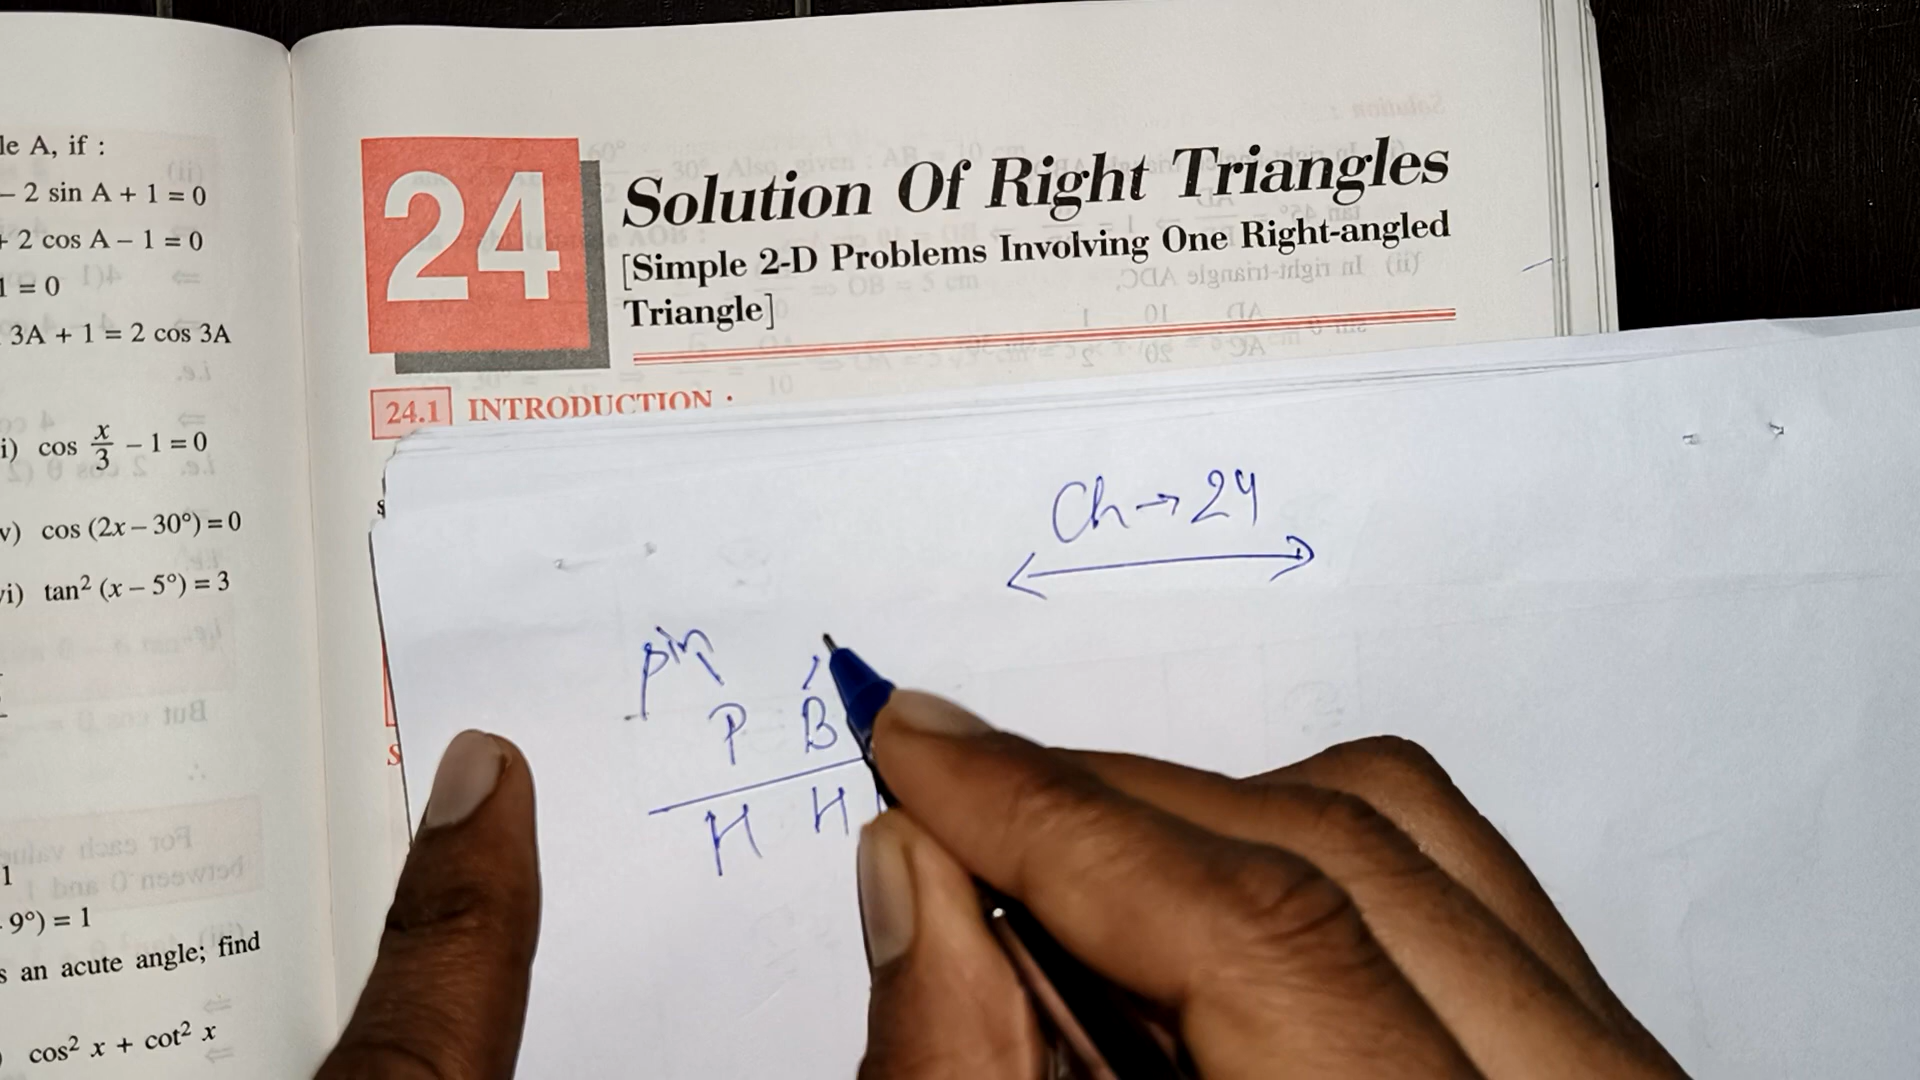 le A, if :
– 2 sin A + 1 = 0
+ 2 cos A – 1 = 0
1 = 0
3A + 1 = 2 cos 3A
i) cos x/3 – 1 = 0
v) cos (2x – 30°) = 0
vi) tan² (x – 5°) = 3
1
9°) = 1
s an acute angle; find
cos² x + cot² x
24
Solution Of Right Triangles
[Simple 2-D Problems Involving One Right-angled
Triangle]
24.1 INTRODUCTION
Ch → 24
sin
P B
H H